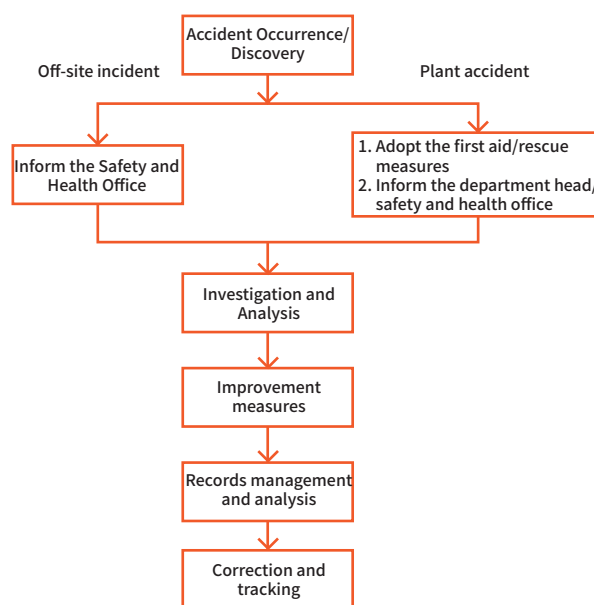 Accident Occurrence/
Discovery
Off-site incident
Plant accident
Inform the Safety and
Health Office
1. Adopt the first aid/rescue
measures
2. Inform the department head/
safety and health office
Investigation and
Analysis
Improvement
measures
Records management
and analysis
Correction and
tracking